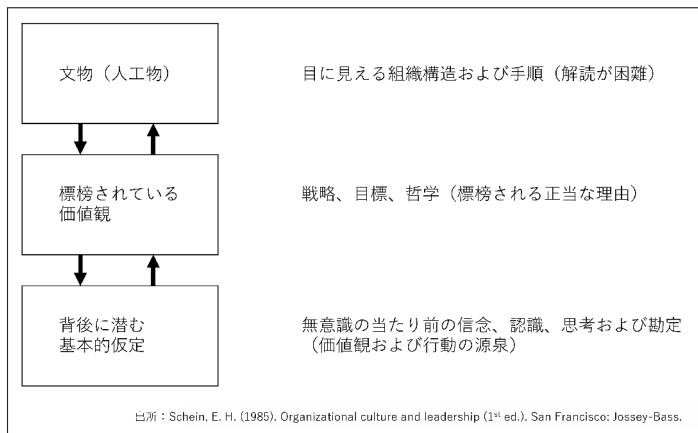 文物（人工物）
目に見える組織構造および手順（解読が困難）
標榜されている
価値観
戦略、目標、哲学（標榜される正当な理由）
背後に潜む
基本的仮定
無意識の当たり前の信念、認識、思考および勘定
（価値観および行動の源泉）
出所：Schein, E. H. (1985). Organizational culture and leadership (1st ed.). San Francisco: Jossey-Bass.